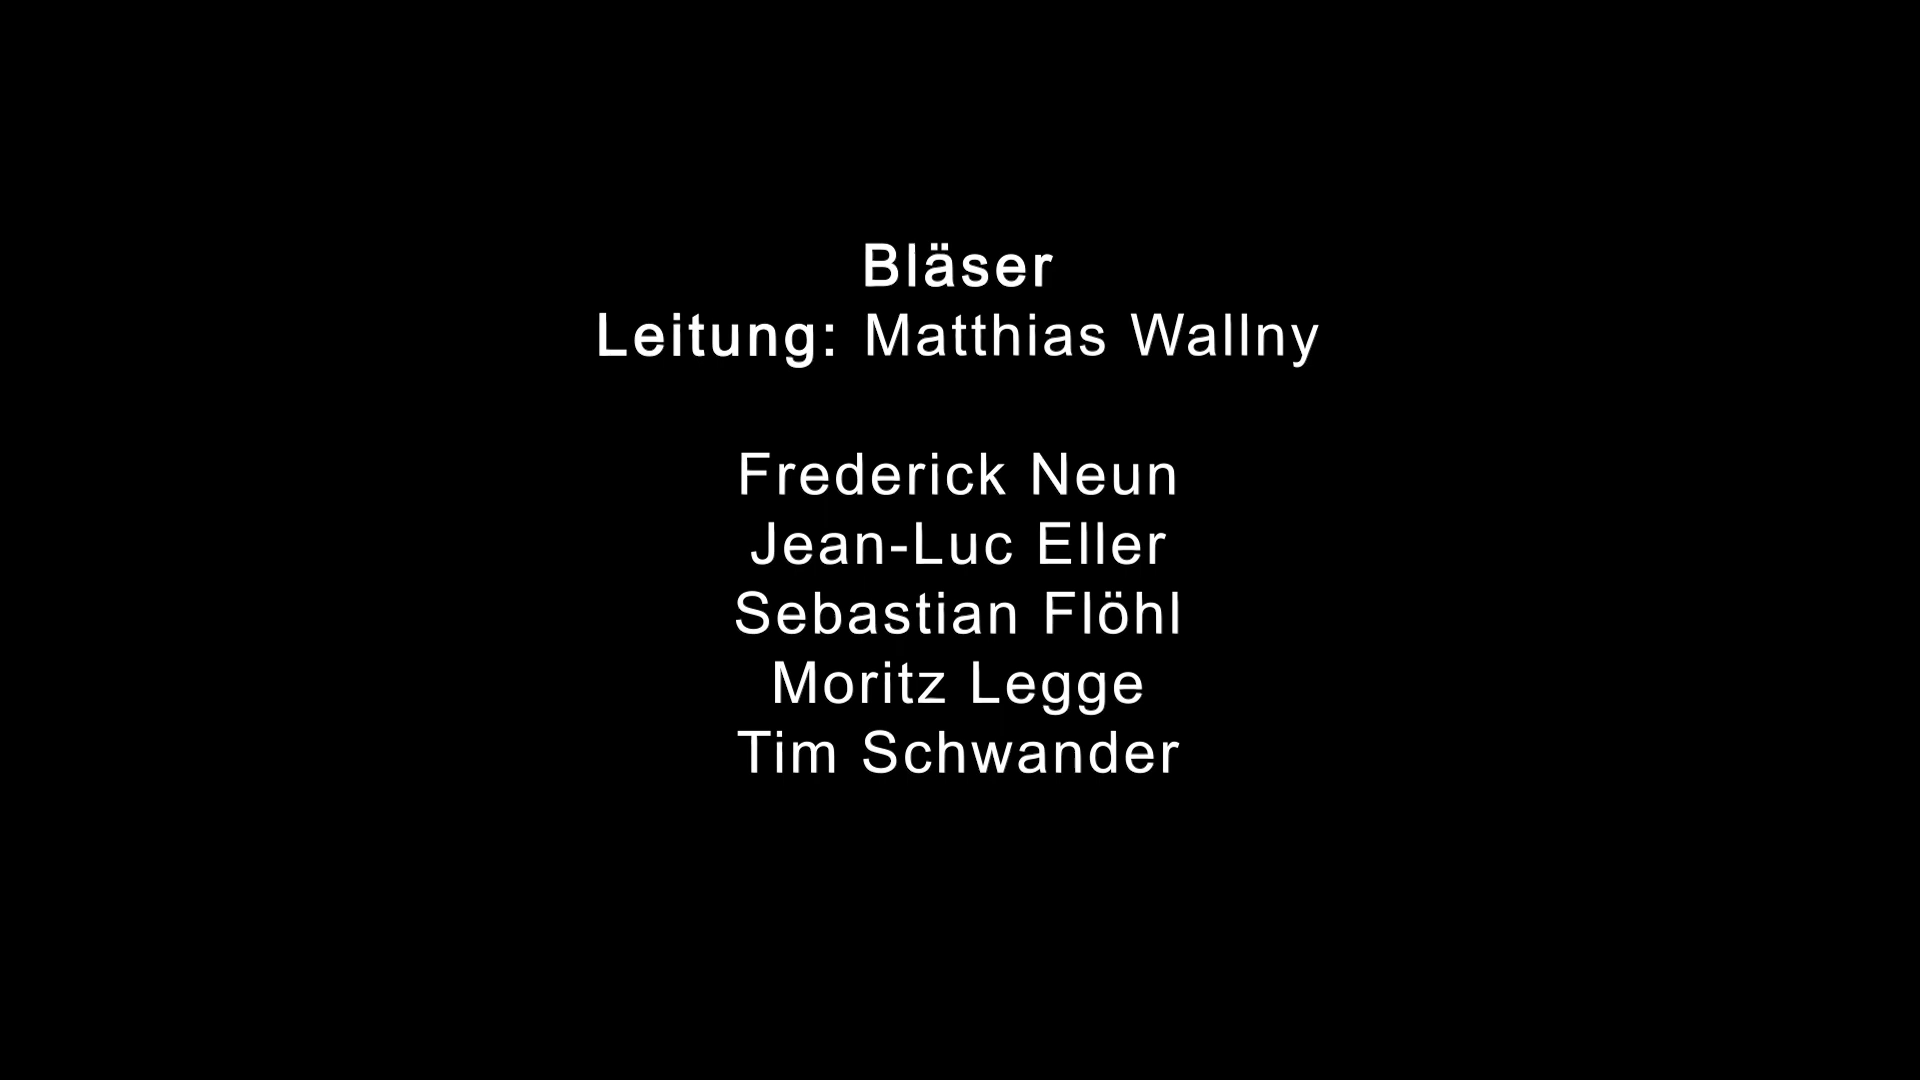 Bläser
Leitung: Matthias Wallny
Frederick Neun
Jean-Luc Eller
Sebastian Flöhl
Moritz Legge
Tim Schwander